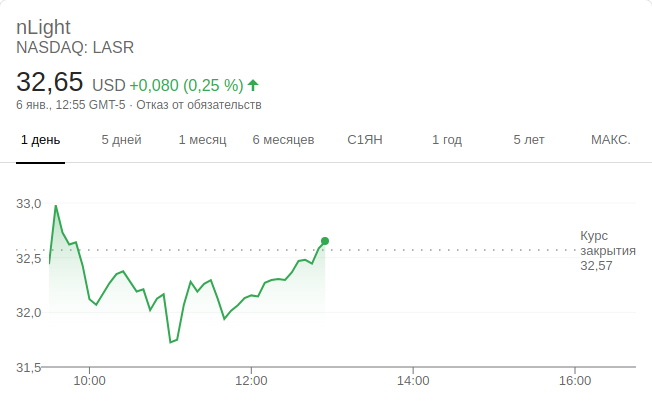 nLight
NASDAQ: LASR
32,65 USD +0,080 (0,25 %)
6 янв., 12:55 GMT-5 · Отказ от обязательств
1 день 5 дней 1 месяц 6 месяцев С1ЯН 1 год 5 лет МАКС.
33,0
Курс
закрытия
32,5
32,57
32,0
31,5
10:00 12:00 14:00 16:00